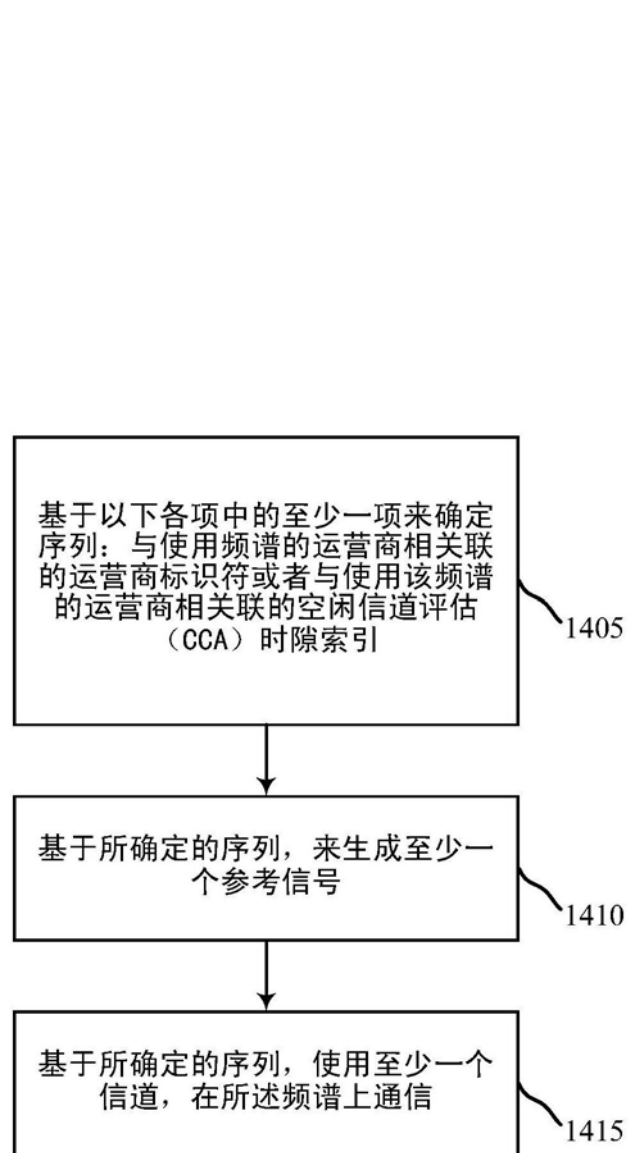 基于以下各项中的至少一项来确定
序列：与使用频谱的运营商相关联
的运营商标识符或者与使用该频谱
的运营商相关联的空闲信道评估
（CCA）时隙索引
1405
基于所确定的序列，来生成至少一
个参考信号
1410
基于所确定的序列，使用至少一个
信道，在所述频谱上通信
1415